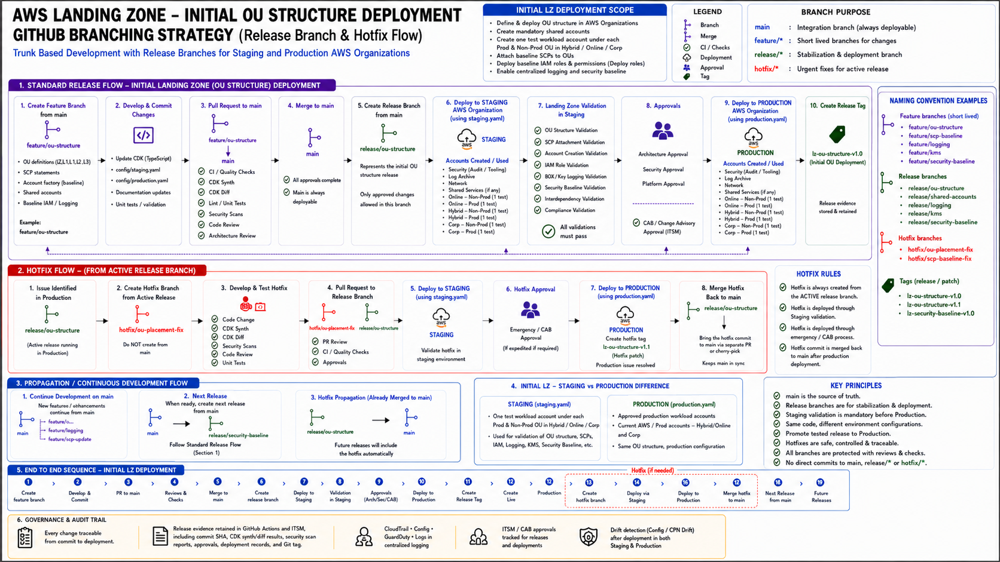 AWS LANDING ZONE – INITIAL OU STRUCTURE DEPLOYMENT
GITHUB BRANCHING STRATEGY (Release Branch & Hotfix Flow)
Trunk Based Development with Release Branches for Staging and Production AWS Organizations
INITIAL LZ DEPLOYMENT SCOPE
• Define & deploy OU structure in AWS Organizations
• Create mandatory shared accounts
• Create one test workload account under each
Prod & Non-Prod OU in Hybrid / Online / Corp
• Attach baseline SCPs to OUs
• Deploy baseline IAM roles & permissions (Deploy roles)
• Enable centralized logging and security baseline
LEGEND
Branch
Merge
CI / Checks
Deployment
Approval
Tag
BRANCH PURPOSE
main : Integration branch (always deployable)
feature/* : Short lived branches for changes
release/* : Stabilization & deployment branch
hotfix/* : Urgent fixes for active release
1. STANDARD RELEASE FLOW – INITIAL LANDING ZONE (OU STRUCTURE) DEPLOYMENT
1. Create Feature Branch
from main
feature/ou-structure
• OU definitions (IZ,L1,L1,I2,L3)
• SCP statements
• Account factory (baseline)
• Shared accounts
• Baseline IAM / Logging
Example:
feature/ou-structure
2. Develop & Commit
Changes
</>
• Update CDK (TypeScript)
• config/staging.yaml
• config/production.yaml
• Documentation updates
• Unit tests / validation
3. Pull Request to main
feature/ou-structure
main
CI / Quality Checks
CDK Synth
CDK Diff
Lint / Unit Tests
Security Scans
Code Review
Architecture Review
4. Merge to main
main
All approvals complete
Main is always
deployable
5. Create Release Branch
from main
release/ou-structure
Represents the initial OU
structure release
Only approved changes
allowed in this branch
6. Deploy to STAGING
AWS Organization
(using staging.yaml)
aws
STAGING
Accounts Created / Used
• Security (Audit / Tooling)
• Log Archive
• Network
• Shared Services (if any)
• Online – Non-Prod (1 test)
• Online – Prod (1 test)
• Hybrid – Non-Prod (1 test)
• Hybrid – Prod (1 test)
• Corp – Non-Prod (1 test)
• Corp – Prod (1 test)
7. Landing Zone Validation
in Staging
OU Structure Validation
SCP Attachment Validation
Account Creation Validation
IAM Role Validation
BOX / Key Logging Validation
Security Baseline Validation
Interdependency Validation
Compliance Validation
All validations
must pass
8. Approvals
Architecture Approval
Security Approval
Platform Approval
CAB / Change Advisory
Approval (ITSM)
9. Deploy to PRODUCTION
AWS Organization
(using production.yaml)
aws
PRODUCTION
Accounts Created / Used
• Security (Audit / Tooling)
• Log Archive
• Network
• Shared Services (if any)
• Online – Non-Prod (1 test)
• Online – Prod (1 test)
• Hybrid – Non-Prod (1 test)
• Hybrid – Prod (1 test)
• Corp – Non-Prod (1 test)
• Corp – Prod (1 test)
10. Create Release Tag
lz-ou-structure-v1.0
(Initial OU Deployment)
Release evidence
stored & retained
NAMING CONVENTION EXAMPLES
Feature branches (short lived)
• feature/ou-structure
• feature/scp-baseline
• feature/logging
• feature/kms
• feature/security-baseline
Release branches
• release/ou-structure
• release/shared-accounts
• release/logging
• release/kms
• release/security-baseline
Hotfix branches
• hotfix/ou-placement-fix
• hotfix/scp-baseline-fix
Tags (release / patch)
• lz-ou-structure-v1.0
• lz-ou-structure-v1.1
• lz-security-baseline-v1.0
2. HOTFIX FLOW – (FROM ACTIVE RELEASE BRANCH)
1. Issue Identified
in Production
release/ou-structure
(Active release running
in Production)
2. Create Hotfix Branch
from Active Release
hotfix/ou-placement-fix
Do NOT create from
main
3. Develop & Test Hotfix
Code Change
CDK Synth
CDK Diff
Security Scans
Code Review
Unit Tests
4. Pull Request to
Release Branch
hotfix/ou-placement-fix release/ou-structure
PR Review
CI / Quality Checks
Approvals
5. Deploy to STAGING
(using staging.yaml)
aws
STAGING
Validate hotfix in
staging environment
6. Hotfix Approval
Emergency / CAB
Approval
(If expedited if required)
7. Deploy to PRODUCTION
(using production.yaml)
aws
PRODUCTION
Create hotfix tag
lz-ou-structure-v1.1
(Hotfix patch)
Production issue resolved
8. Merge Hotfix
Back to main
release/ou-structure
Bring the hotfix commit
to main via separate PR
or cherry-pick
Keeps main in sync
HOTFIX RULES
Hotfix is always created from
the ACTIVE release branch.
Hotfix is deployed through
Staging validation.
Hotfix is deployed through
emergency / CAB process.
Hotfix commit is merged back
to main after production
deployment.
3. PROPAGATION / CONTINUOUS DEVELOPMENT FLOW
1. Continue Development on main
New feature / enhancements
continue from main
main
feature/o...
feature/logging
feature/scp-update
2. Next Release
When ready, create next release
from main
main
release/security-baseline
Follow Standard Release Flow
(Section 1)
3. Hotfix Propagation (Already Merged to main)
release/ou-structure
main
Future releases will include
the hotfix automatically
4. INITIAL LZ – STAGING vs PRODUCTION DIFFERENCE
STAGING (staging.yaml)
• One test workload account under each
Prod & Non-Prod OU in Hybrid / Online / Corp
• Used for validation of OU structure, SCPs,
IAM, Logging, KMS, Security Baseline, etc.
PRODUCTION (production.yaml)
• Approved production workload accounts
• Current AWS / Prod accounts – Hybrid/Online
and Corp
• Same OU structure, production configuration
KEY PRINCIPLES
main is the source of truth.
Release branches are for stabilization & deployment.
Staging validation is mandatory before Production.
Same code, different environment configurations.
Promote tested release to Production.
Hotfixes are safe, controlled & traceable.
All branches are protected with reviews & checks.
No direct commits to main, release/* or hotfix/*.
5. END TO END SEQUENCE – INITIAL LZ DEPLOYMENT
Hotfix (if needed)
1 Create
feature branch
2 Develop &
Commit
3 PR to main
4 Reviews &
Checks
5 Merge to
main
6 Create
release branch
7 Deploy to
Staging
8 Validation
in Staging
9 Approvals
(Arch/Sec/CAB)
10 Deploy to
Production
11 Create
Release Tag
12 Create
Live
12 Production
13 Create
hotfix branch
14 Deploy via
Staging
16 Deploy to
Production
12 Merge hotfix
to main
18 Next Release
from main
19 Future
Releases
6. GOVERNANCE & AUDIT TRAIL
Every change traceable
from commit to deployment.
Release evidence retained in GitHub Actions and ITSM,
including commit SHA, CDK synth/diff results, security scan
reports, approvals, deployment records, and Git tag.
CloudTrail • Config •
GuardDuty • Logs in
centralized logging
ITSM / CAB approvals
tracked for releases
and deployments
Drift detection (Config / CPN Drift)
after deployment in both
Staging & Production